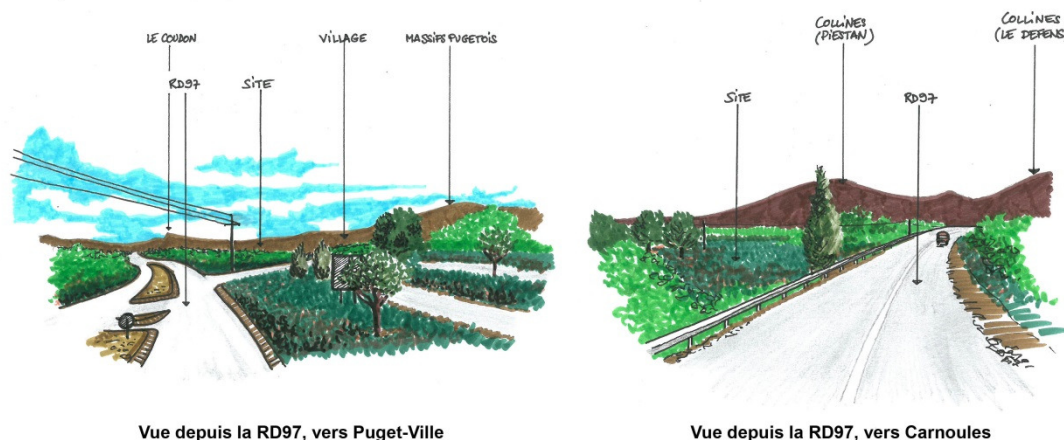 LE COUDON
VILLAGE
MASSIFS PUGETOIS
RD97
SITE
COLLINES
(PIESTAN)
COLLINES
(LE DEFENS
SITE
RD97
Vue depuis la RD97, vers Puget-Ville
Vue depuis la RD97, vers Carnoules